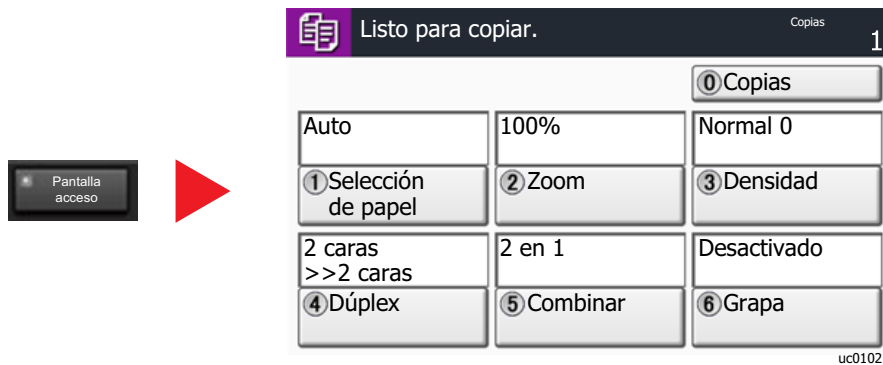 Listo para copiar.
Copias
1
0 Copias
Auto
100%
Normal 0
Pantalla
acceso
1 Selección
de papel
2 Zoom
3 Densidad
2 caras
>>2 caras
2 en 1
Desactivado
4 Dúplex
5 Combinar
6 Grapa
uc0102